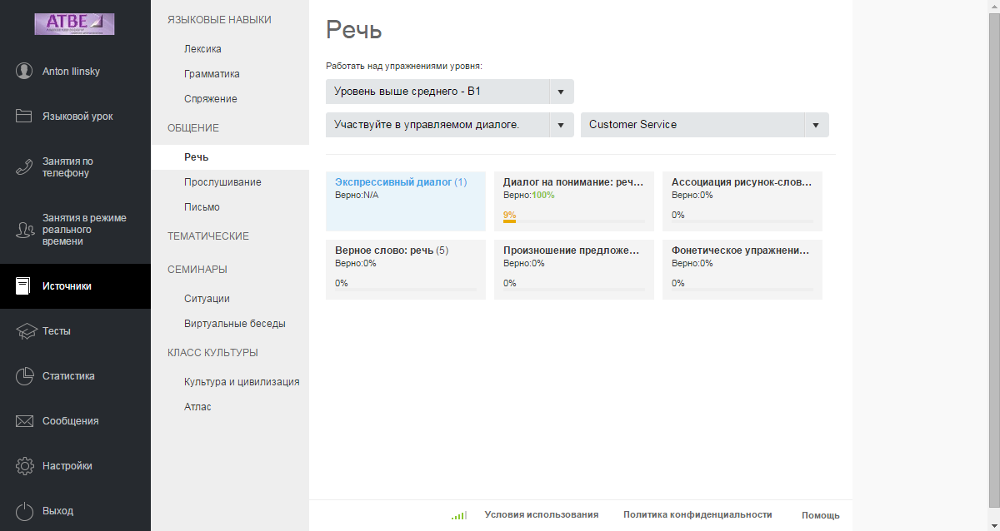 ATBE
Anton Ilinsky
Языковой урок
Занятия по
телефону
Занятия в режиме
реального
времени
Источники
Тесты
Статистика
Сообщения
Настройки
Выход
ЯЗЫКОВЫЕ НАВЫКИ
Лексика
Грамматика
Спряжение
ОБЩЕНИЕ
Речь
Прослушивание
Письмо
ТЕМАТИЧЕСКИЕ
СЕМИНАРЫ
Ситуации
Виртуальные беседы
КЛАСС КУЛЬТУРЫ
Культура и цивилизация
Атлас
Речь
Работать над упражнениями уровня:
Уровень выше среднего - B1
Участвуйте в управляемом диалоге.
Customer Service
Экспрессивный диалог (1)
Верно:N/A
Диалог на понимание: реч...
Верно:100%
9%
Ассоциация рисунок-слов...
Верно:0%
0%
Верное слово: речь (5)
Верно:0%
0%
Произношение предложе...
Верно:0%
0%
Фонетическое упражнени...
Верно:0%
0%
Условия использования
Политика конфиденциальности
Помощь